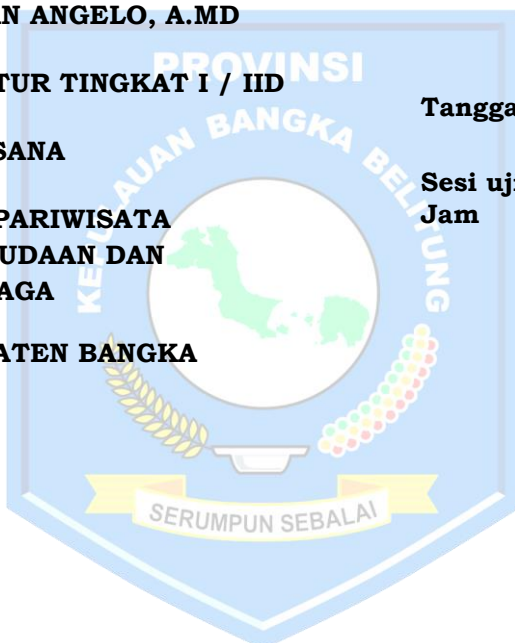 N ANGELO, A.MD
TUR TINGKAT I / IID
SANA
PARIWISATA
UDAAN DAN
AGA
ATEN BANGKA
Tangga
Sesi uj
Jam
PROVINSI
KEPULAUAN BANGKA BELITUNG
SERUMPUN SEBALAI